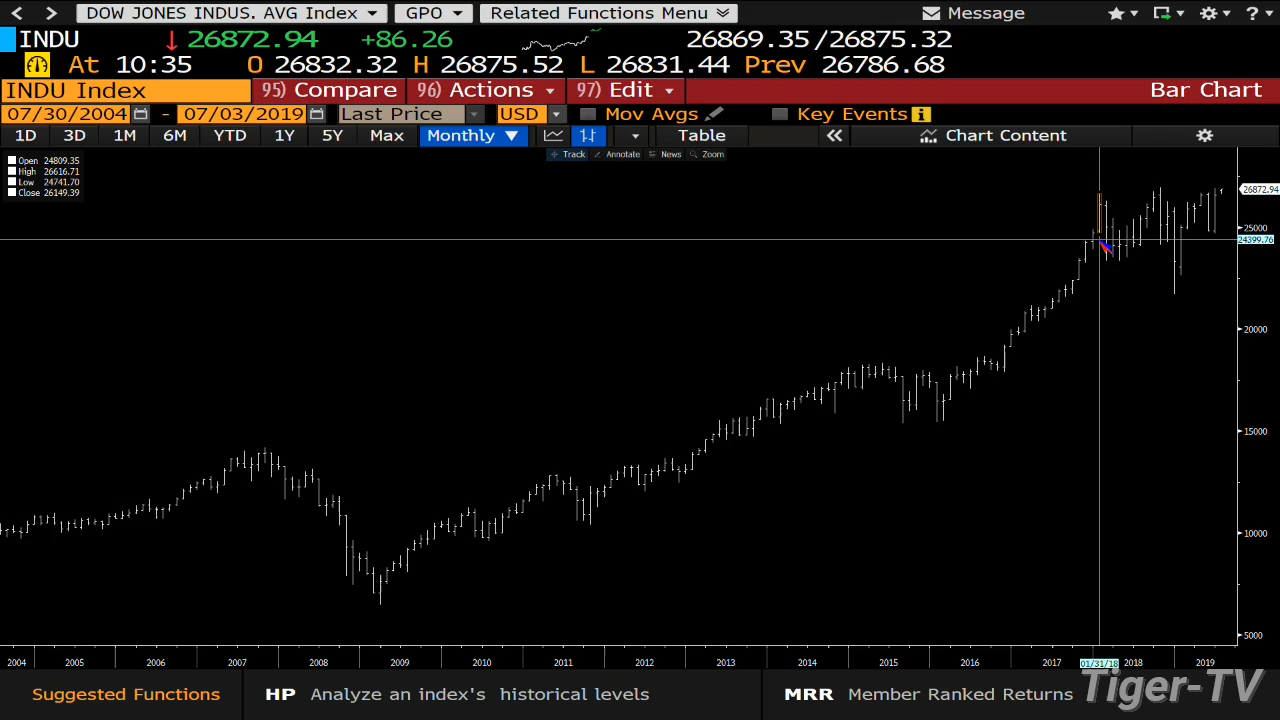 DOW JONES INDUS. AVG Index GPO Related Functions Menu Message ?
INDU 26872.94 +86.26 26869.35/26875.32
At 10:35 O 26832.32 H 26875.52 L 26831.44 Prev 26786.68
INDU Index 95) Compare 96) Actions 97) Edit Bar Chart
07/30/2004 - 07/03/2019 Last Price USD Mov Avgs Key Events i
1D 3D 1M 6M YTD 1Y 5Y Max Monthly Table Chart Content
Track Annotate News Zoom
Open 24809.35
High 26616.71
Low 24741.70
Close 26149.39
26872.94
25000
24399.76
20000
15000
10000
5000
2004 2005 2006 2007 2008 2009 2010 2011 2012 2013 2014 2015 2016 2017 01/31/18 2018 2019
Suggested Functions HP Analyze an index's historical levels MRR Member Ranked Returns
Tiger-TV